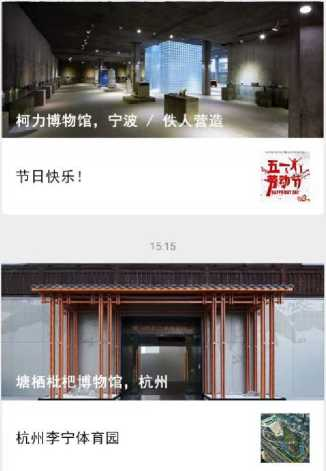 柯力博物馆，宁波 / 佚人营造
节日快乐！
五一
劳动节
15:15
塘栖枇杷博物馆，杭州
杭州李宁体育园